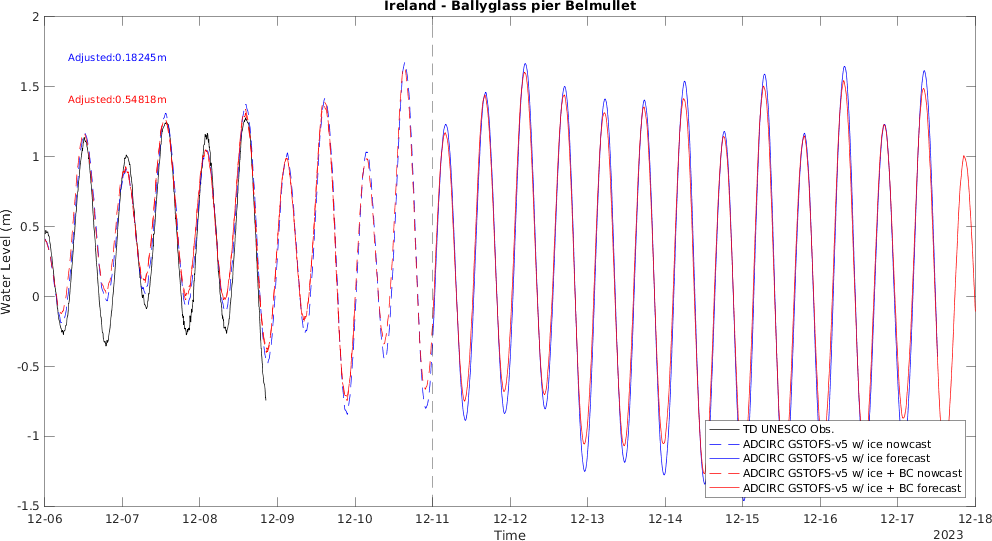 Ireland - Ballyglass pier Belmullet
2
1.5
1
0.5
0
-0.5
-1
-1.5
Water Level (m)
Adjusted:0.18245m
Adjusted:0.54818m
TD UNESCO Obs.
ADCIRC GSTOFS-v5 w/ ice nowcast
ADCIRC GSTOFS-v5 w/ ice forecast
ADCIRC GSTOFS-v5 w/ ice + BC nowcast
ADCIRC GSTOFS-v5 w/ ice + BC forecast
12-06 12-07 12-08 12-09 12-10 12-11 12-12 12-13 12-14 12-15 12-16 12-17 12-18
Time
2023